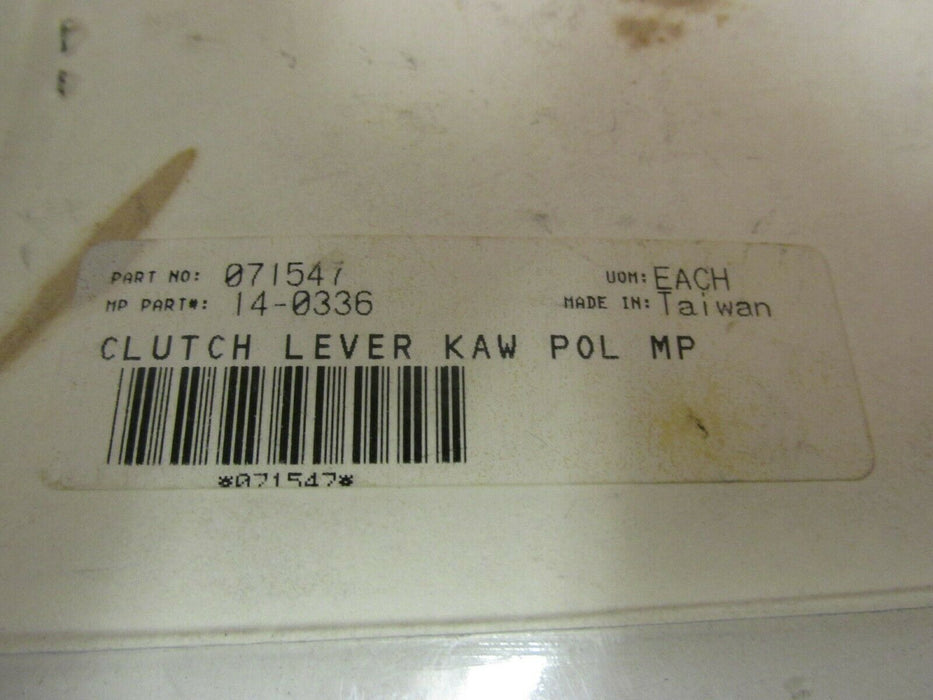 PART NO: 071547 UOM: EACH
MP PART#: 14-0336 MADE IN: Taiwan
CLUTCH LEVER KAW POL MP
*071547*